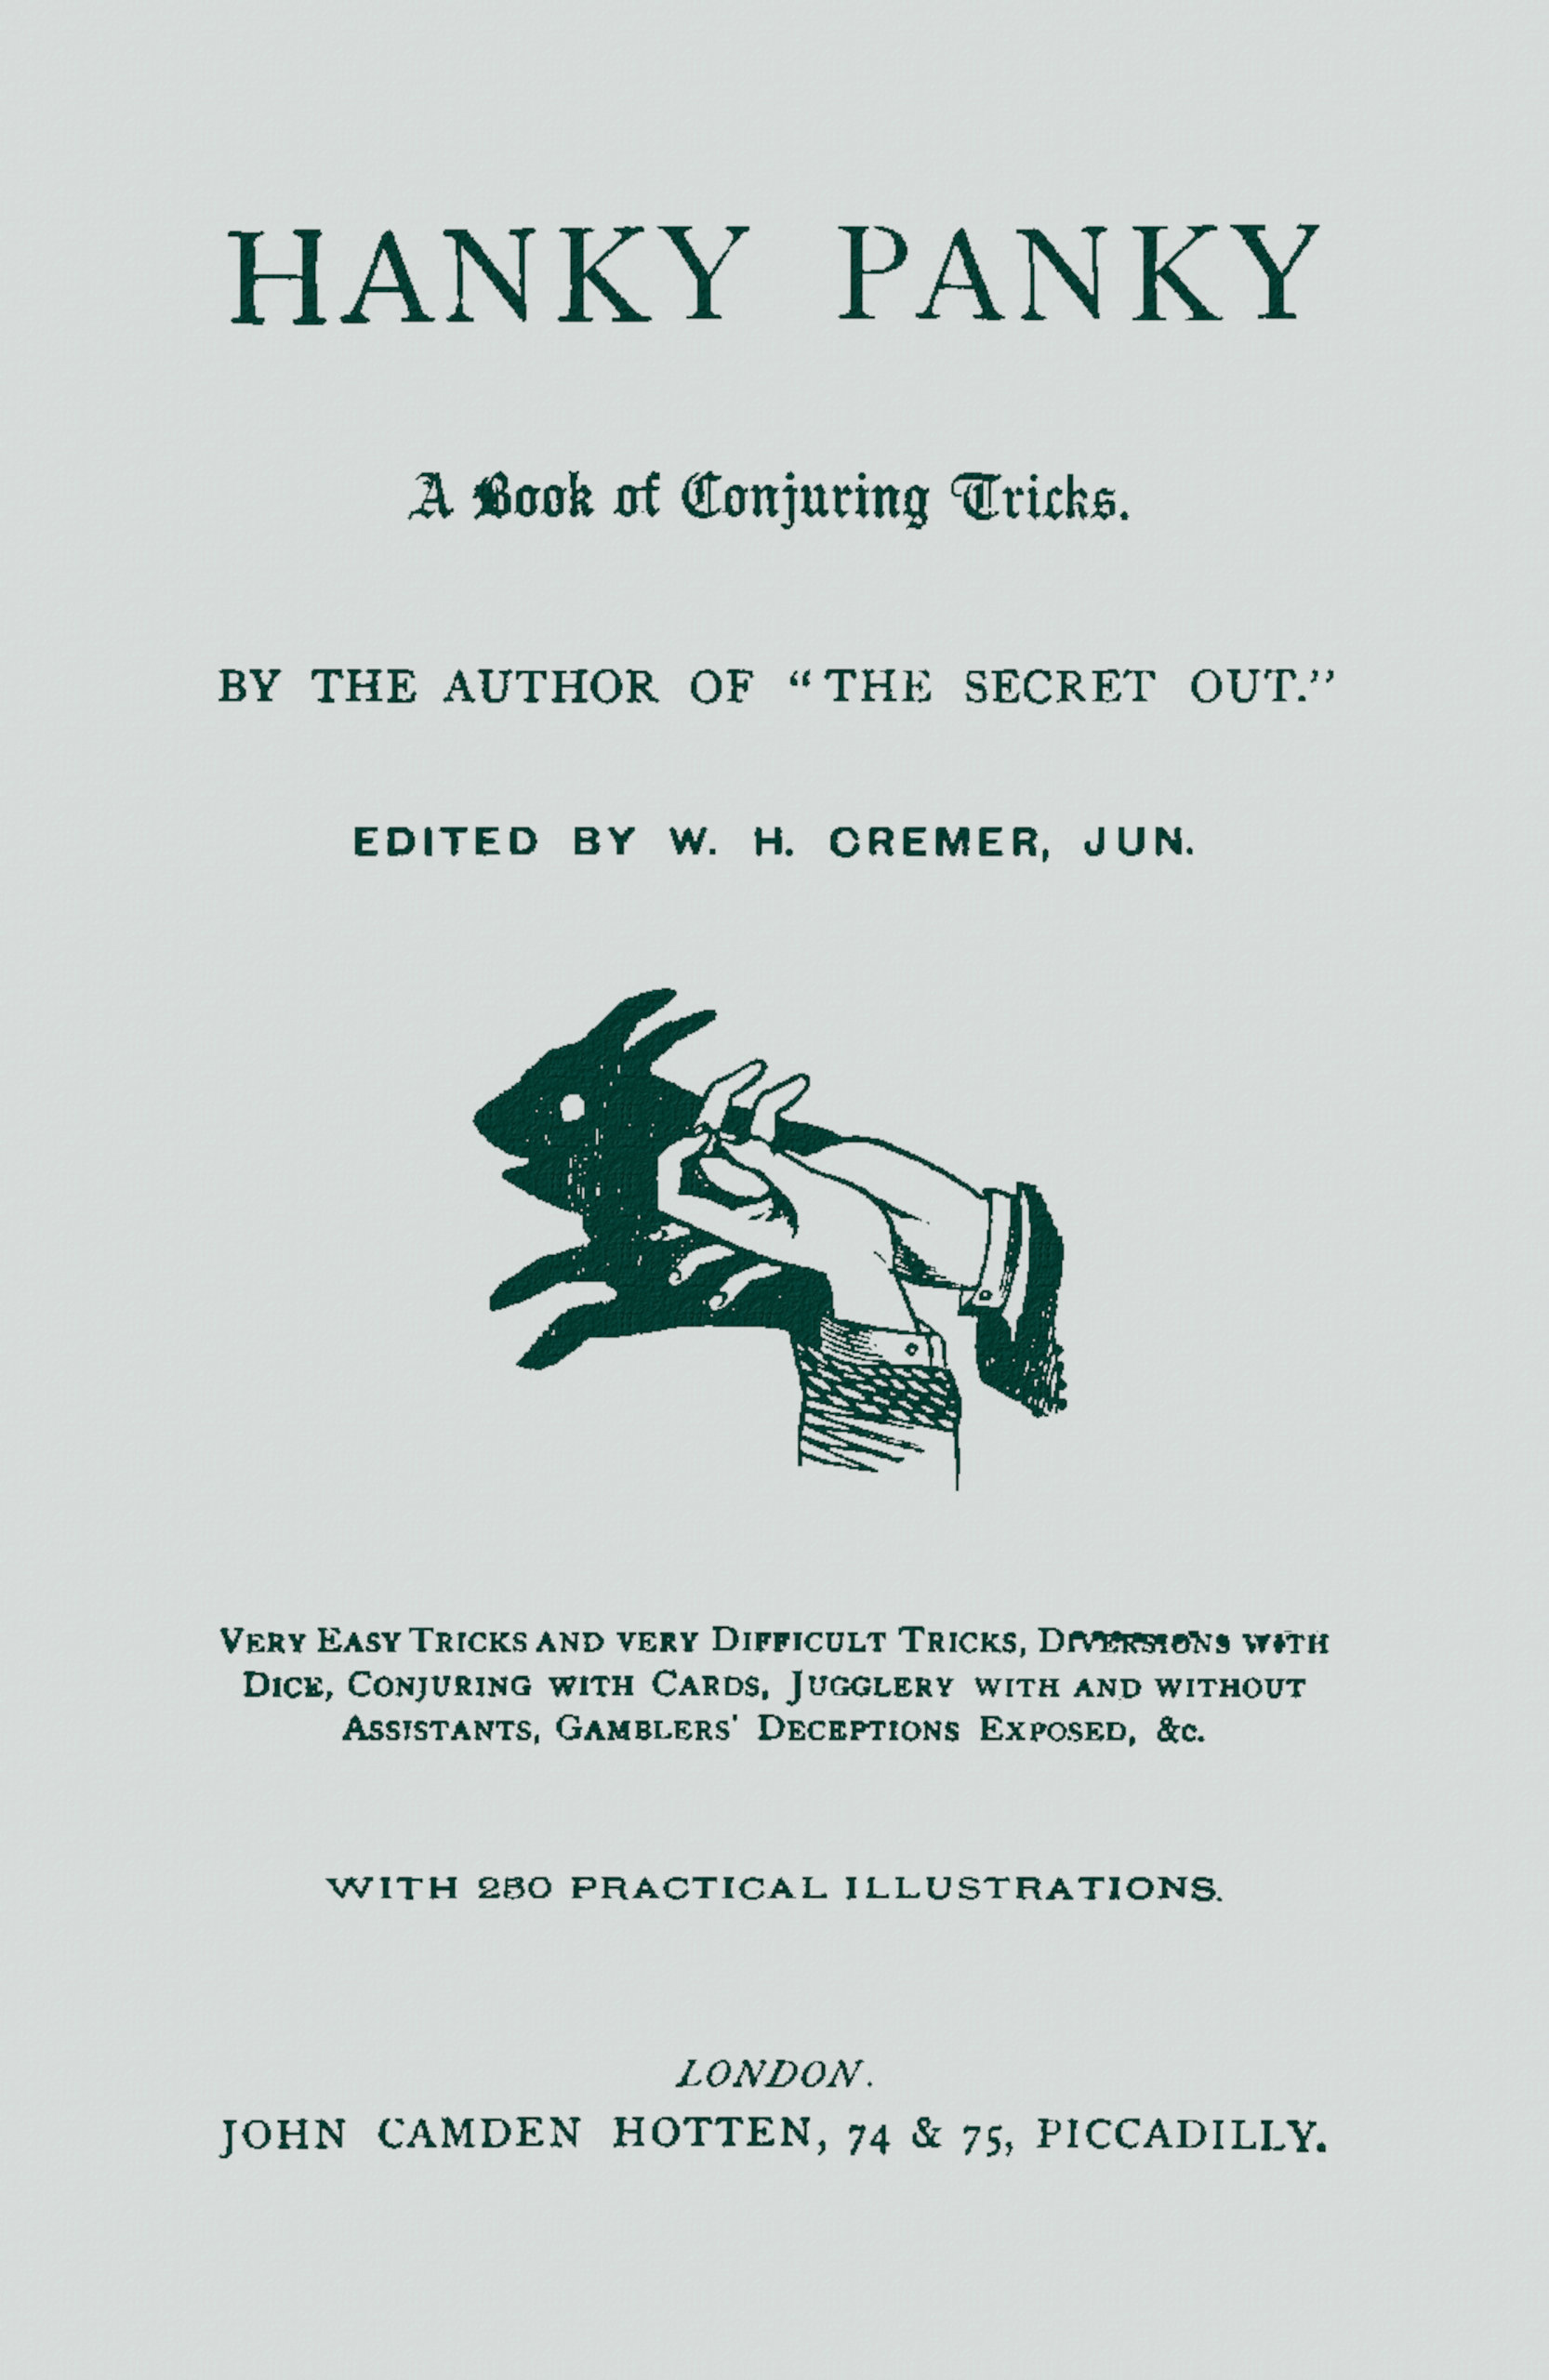 HANKY PANKY
A Book of Conjuring Tricks.
BY THE AUTHOR OF “THE SECRET OUT.”
EDITED BY W. H. CREMER, JUN.
VERY EASY TRICKS AND VERY DIFFICULT TRICKS, DIVERSIONS WITH
DICE, CONJURING WITH CARDS, JUGGLERY WITH AND WITHOUT
ASSISTANTS, GAMBLERS' DECEPTIONS EXPOSED, &C.
WITH 250 PRACTICAL ILLUSTRATIONS.
LONDON.
JOHN CAMDEN HOTTEN, 74 & 75, PICCADILLY.